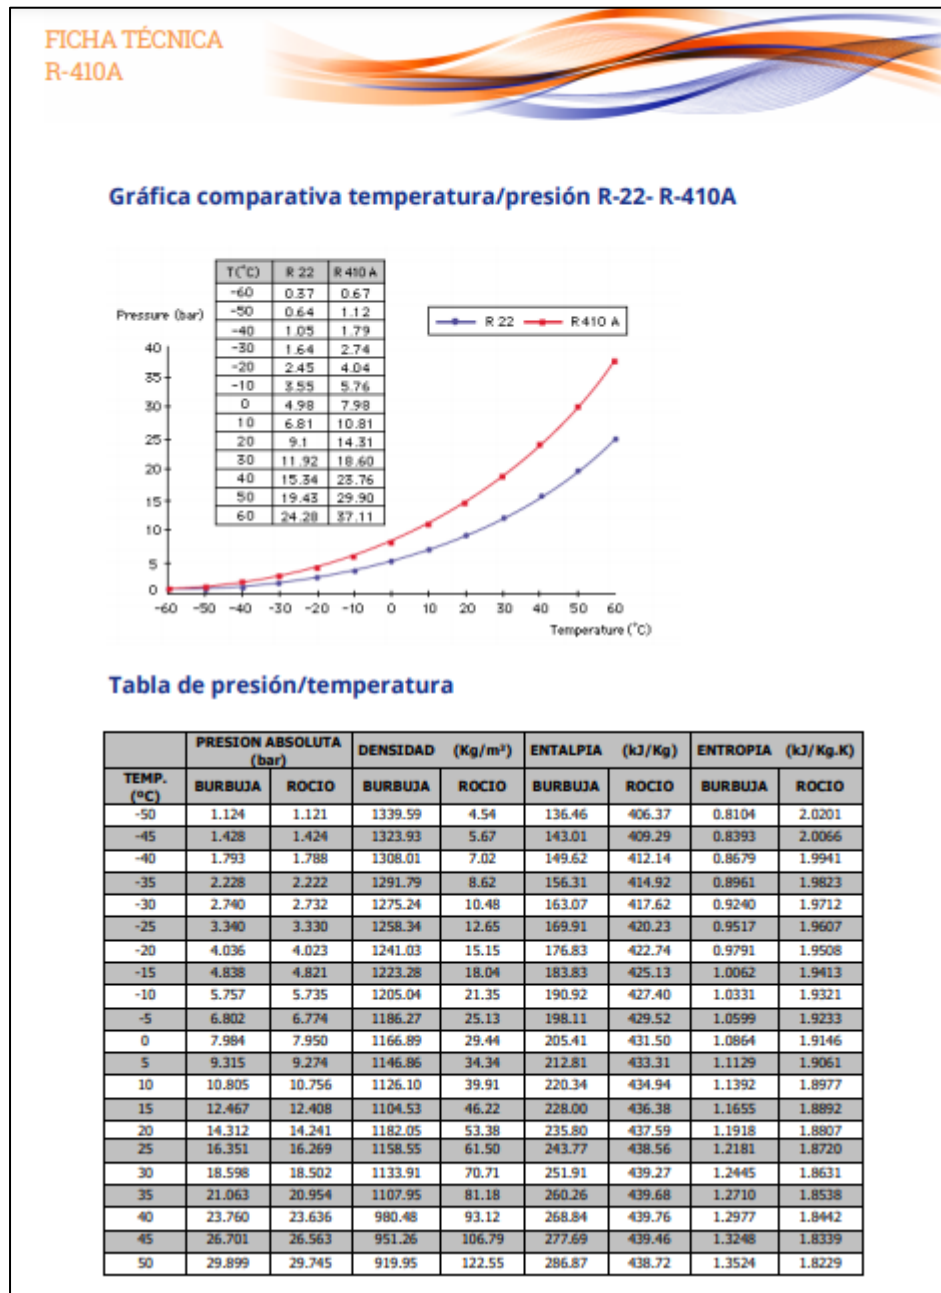 FICHA TÉCNICA
R-410A
Gráfica comparativa temperatura/presión R-22- R-410A
T(°C) R 22 R 410 A
-60 0.37 0.67
-50 0.64 1.12
-40 1.05 1.79
-30 1.64 2.74
-20 2.45 4.04
-10 3.55 5.76
0 4.98 7.98
10 6.81 10.81
20 9.1 14.31
30 11.92 18.60
40 15.34 23.76
50 19.43 29.90
60 24.28 37.11
Pressure (bar)
R 22 R410 A
40
35
30
25
20
15
10
5
0
-60 -50 -40 -30 -20 -10 0 10 20 30 40 50 60
Temperature (°C)
Tabla de presión/temperatura
PRESION ABSOLUTA (bar) DENSIDAD (Kg/m³) ENTALPIA (kJ/Kg) ENTROPIA (kJ/Kg.K)
TEMP. (ºC) BURBUJA ROCIO BURBUJA ROCIO BURBUJA ROCIO BURBUJA ROCIO
-50 1.124 1.121 1339.59 4.54 136.46 406.37 0.8104 2.0201
-45 1.428 1.424 1323.93 5.67 143.01 409.29 0.8393 2.0066
-40 1.793 1.788 1308.01 7.02 149.62 412.14 0.8679 1.9941
-35 2.228 2.222 1291.79 8.62 156.31 414.92 0.8961 1.9823
-30 2.740 2.732 1275.24 10.48 163.07 417.62 0.9240 1.9712
-25 3.340 3.330 1258.34 12.65 169.91 420.23 0.9517 1.9607
-20 4.036 4.023 1241.03 15.15 176.83 422.74 0.9791 1.9508
-15 4.838 4.821 1223.28 18.04 183.83 425.13 1.0062 1.9413
-10 5.757 5.735 1205.04 21.35 190.92 427.40 1.0331 1.9321
-5 6.802 6.774 1186.27 25.13 198.11 429.52 1.0599 1.9233
0 7.984 7.950 1166.89 29.44 205.41 431.50 1.0864 1.9146
5 9.315 9.274 1146.86 34.34 212.81 433.31 1.1129 1.9061
10 10.805 10.756 1126.10 39.91 220.34 434.94 1.1392 1.8977
15 12.467 12.408 1104.53 46.22 228.00 436.38 1.1655 1.8892
20 14.312 14.241 1182.05 53.38 235.80 437.59 1.1918 1.8807
25 16.351 16.269 1158.55 61.50 243.77 438.56 1.2181 1.8720
30 18.598 18.502 1133.91 70.71 251.91 439.27 1.2445 1.8631
35 21.063 20.954 1107.95 81.18 260.26 439.68 1.2710 1.8538
40 23.760 23.636 980.48 93.12 268.84 439.76 1.2977 1.8442
45 26.701 26.563 951.26 106.79 277.69 439.46 1.3248 1.8339
50 29.899 29.745 919.95 122.55 286.87 438.72 1.3524 1.8229